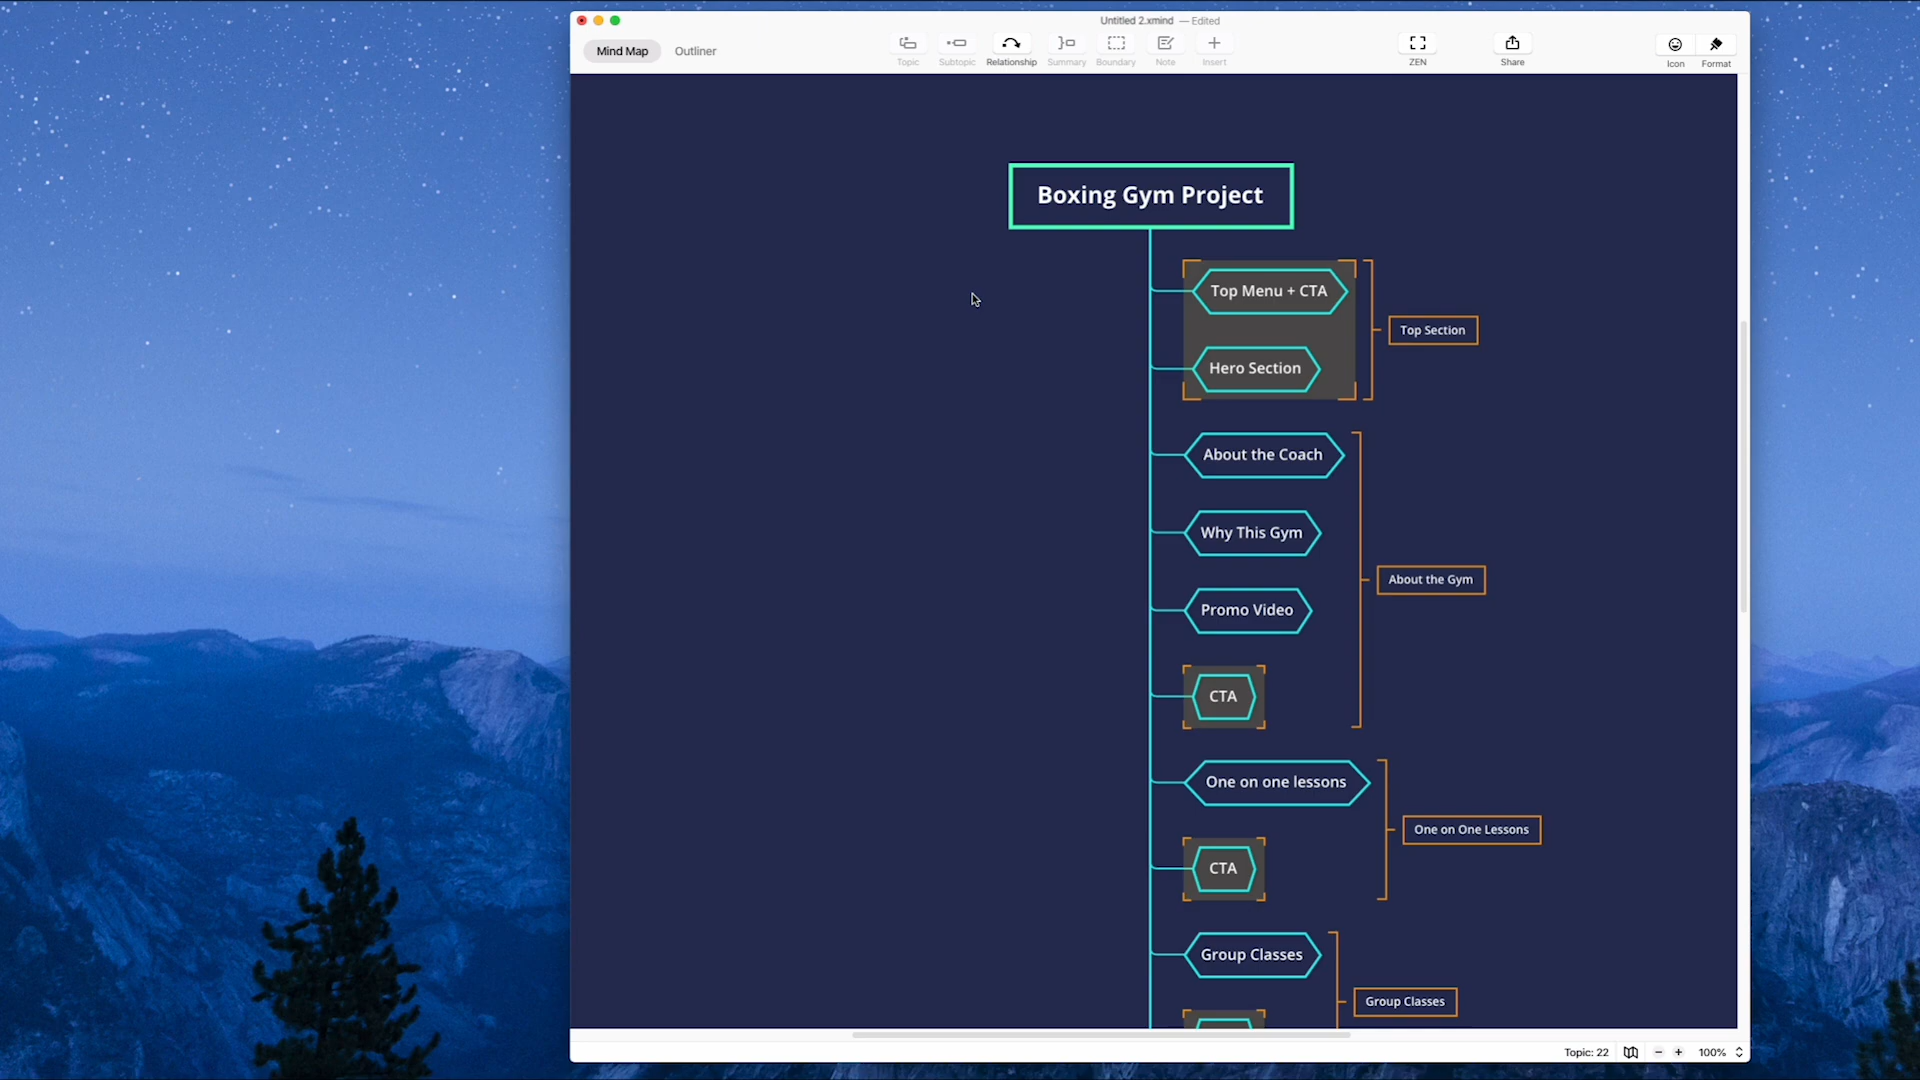 Untitled 2.xmind — Edited
Mind Map
Outliner
Topic
Subtopic
Relationship
Summary
Boundary
Note
Insert
ZEN
Share
Icon
Format
Boxing Gym Project
Top Menu + CTA
Top Section
Hero Section
About the Coach
Why This Gym
About the Gym
Promo Video
CTA
One on one lessons
One on One Lessons
CTA
Group Classes
Group Classes
Topic: 22
100%